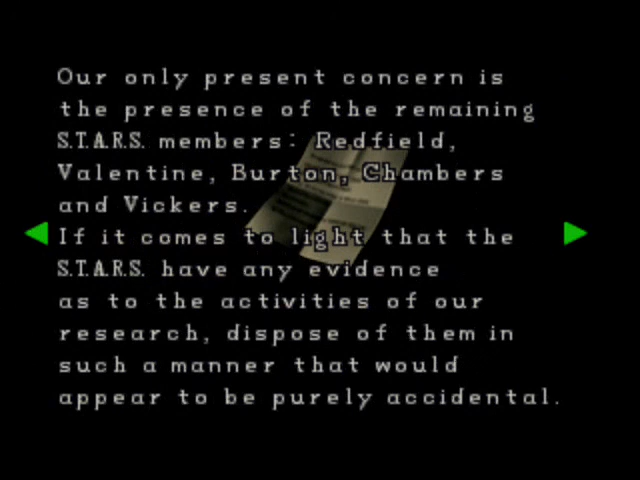 Our only present concern is
the presence of the remaining
S.T.A.R.S. members: Redfield,
Valentine, Burton, Chambers
and Vickers.
If it comes to light that the
S.T.A.R.S. have any evidence
as to the activities of our
research, dispose of them in
such a manner that would
appear to be purely accidental.